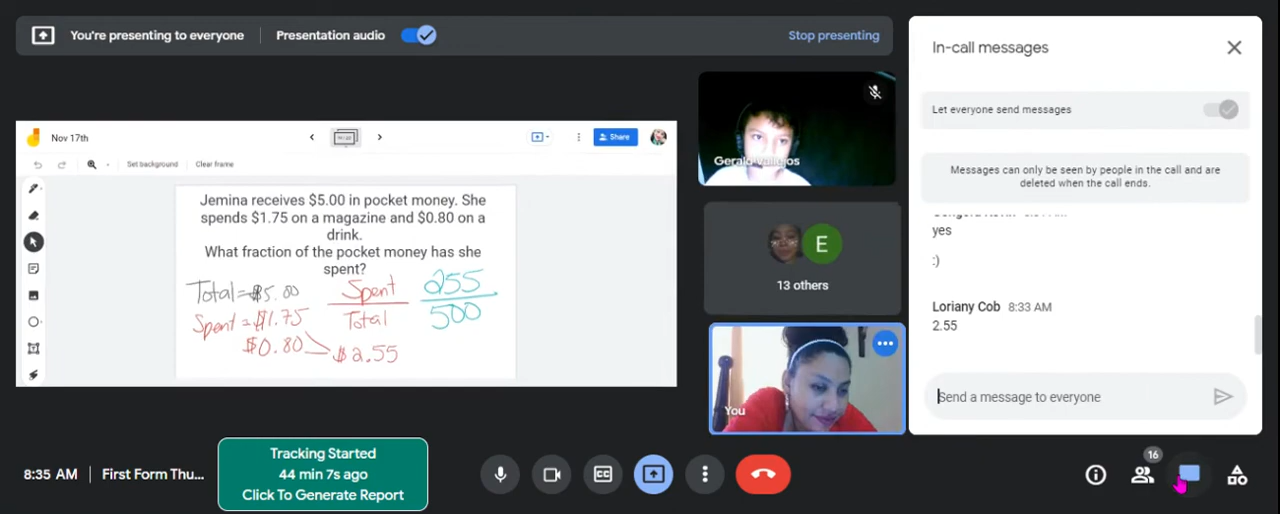 You're presenting to everyone
Presentation audio
Stop presenting
Nov 17th
Share
Set background
Clear frame
Jemina receives $5.00 in pocket money. She
spends $1.75 on a magazine and $0.80 on a
drink.
What fraction of the pocket money has she
spent?
Total = $5.00
Spent = $1.75
$0.80
$2.55
Spent
Total
255
500
Gerald Vallejos
E
13 others
You
In-call messages
Let everyone send messages
Messages can only be seen by people in the call and are
deleted when the call ends.
yes
:)
Loriany Cob 8:33 AM
2.55
Send a message to everyone
8:35 AM
First Form Thu...
Tracking Started
44 min 7s ago
Click To Generate Report
CC
16